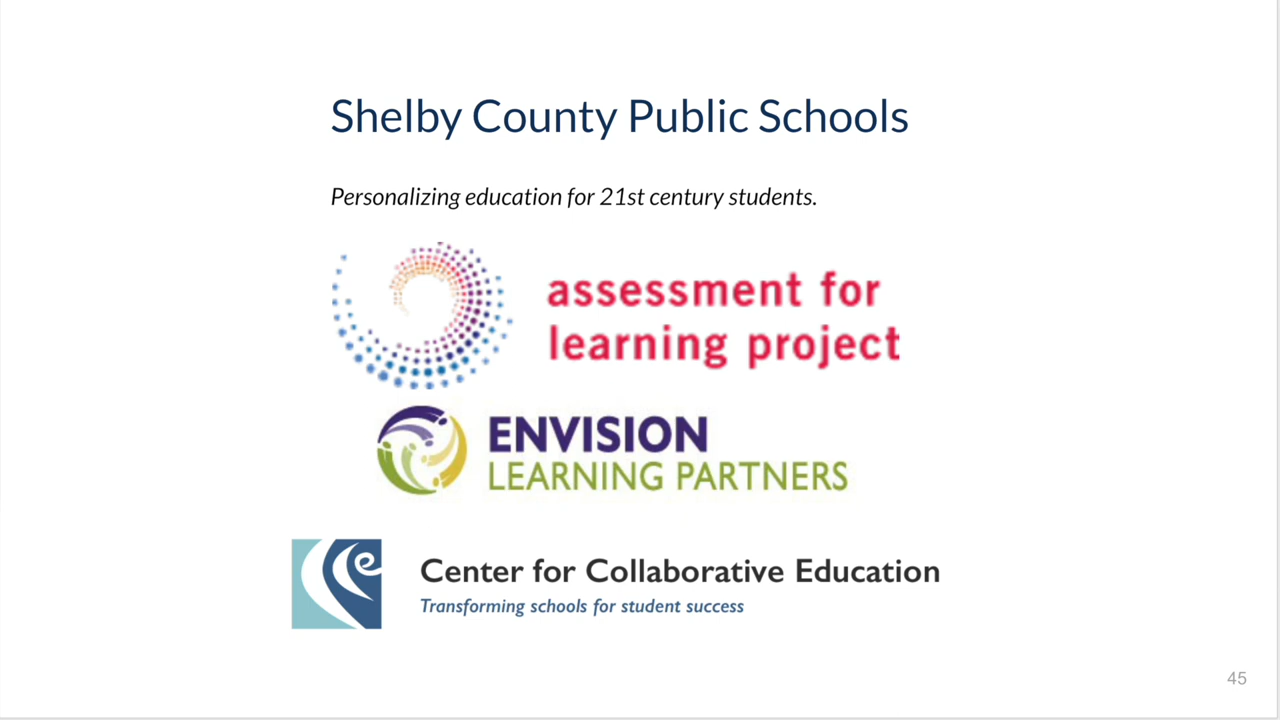 Shelby County Public Schools
Personalizing education for 21st century students.
assessment for
learning project
ENVISION
LEARNING PARTNERS
Center for Collaborative Education
Transforming schools for student success
45